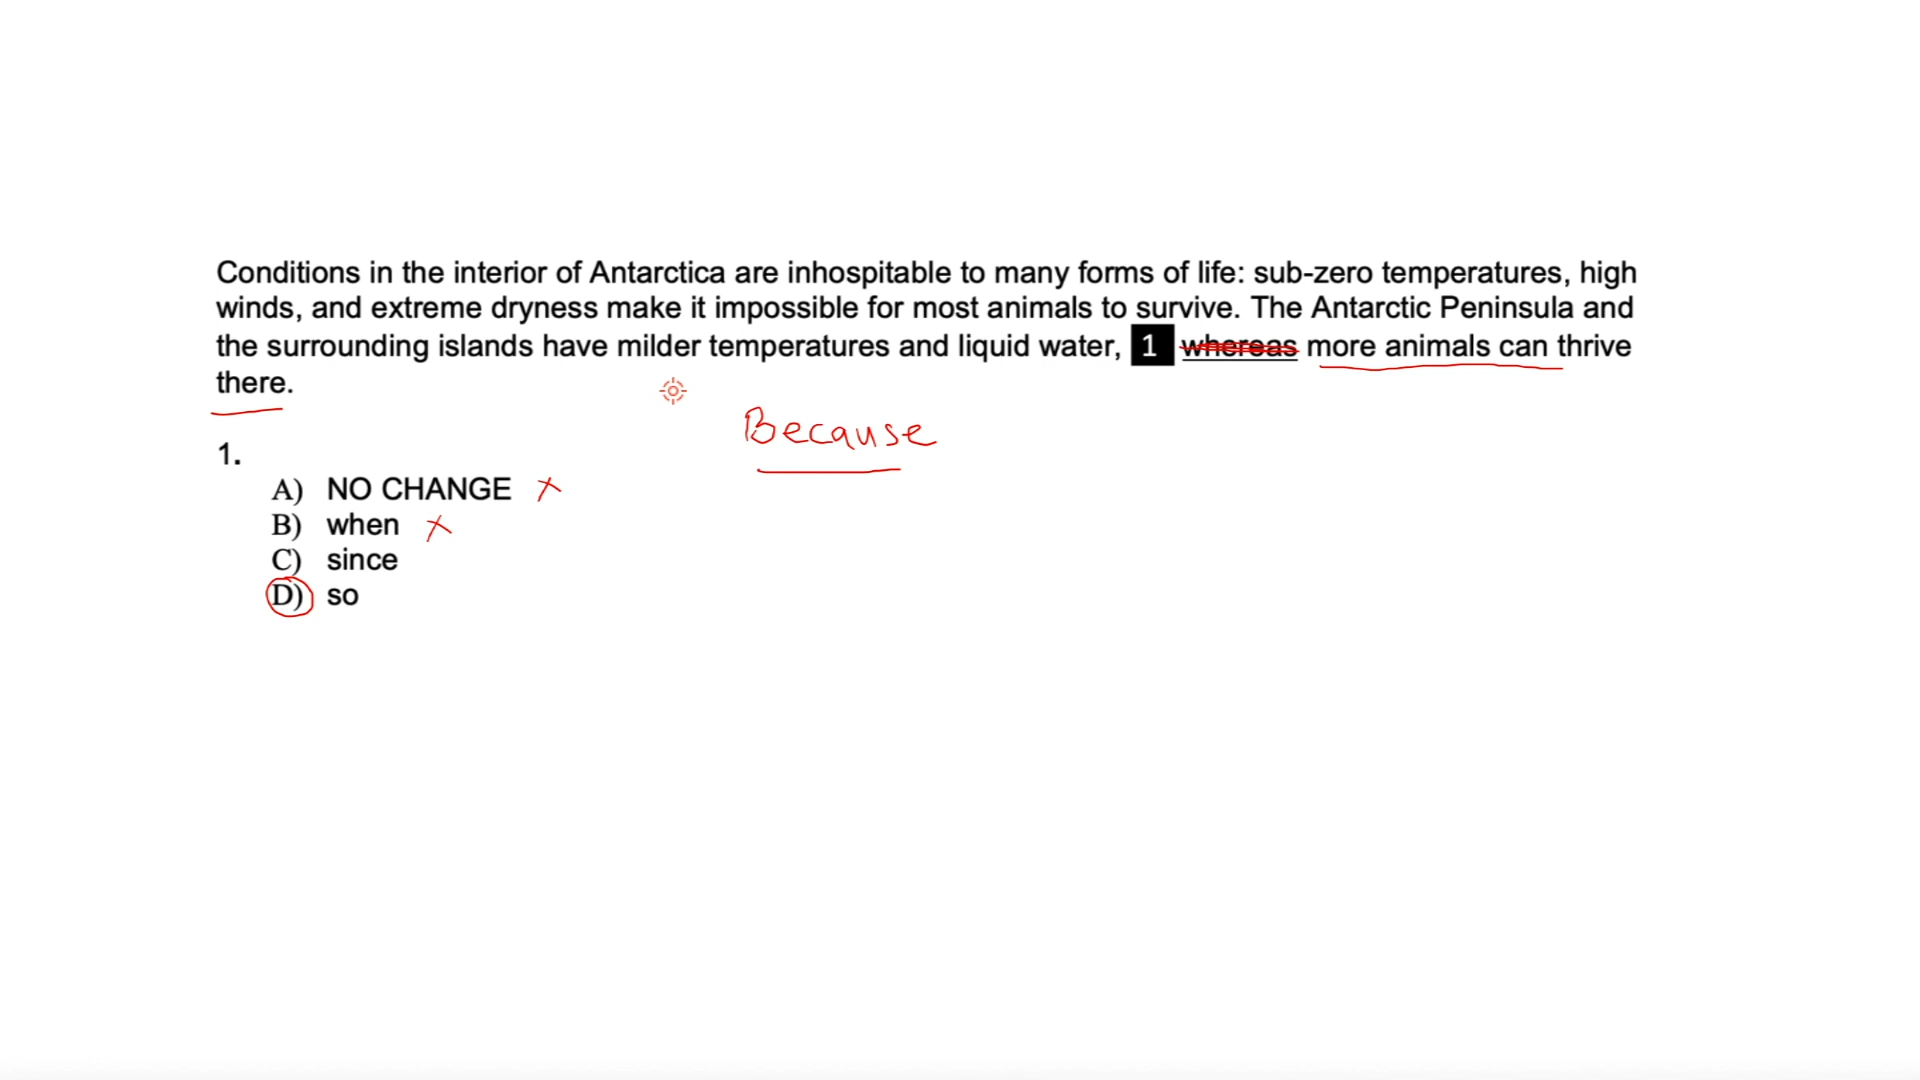 Conditions in the interior of Antarctica are inhospitable to many forms of life: sub-zero temperatures, high
winds, and extreme dryness make it impossible for most animals to survive. The Antarctic Peninsula and
the surrounding islands have milder temperatures and liquid water, 1 whereas more animals can thrive
there.
Because
1.
A) NO CHANGE x
B) when x
C) since
D) so